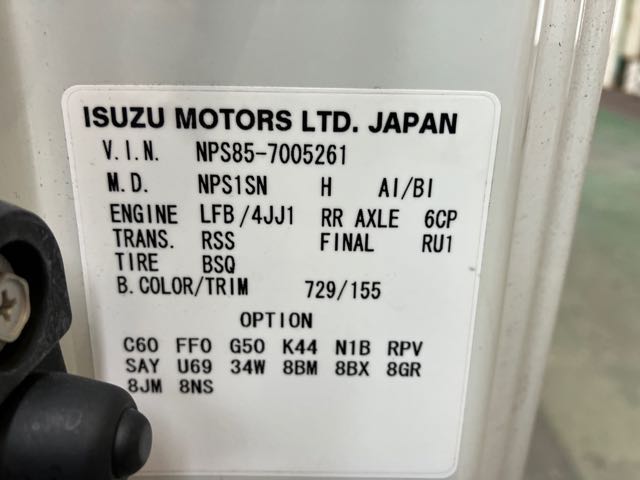 ISUZU MOTORS LTD. JAPAN
V.I.N. NPS85-7005261
M.D. NPS1SN H AI/BI
ENGINE LFB/4JJ1 RR AXLE 6CP
TRANS. RSS FINAL RU1
TIRE BSQ
B.COLOR/TRIM 729/155
OPTION
C60 FF0 G50 K44 N1B RPV
SAY U69 34W 8BM 8BX 8GR
8JM 8NS